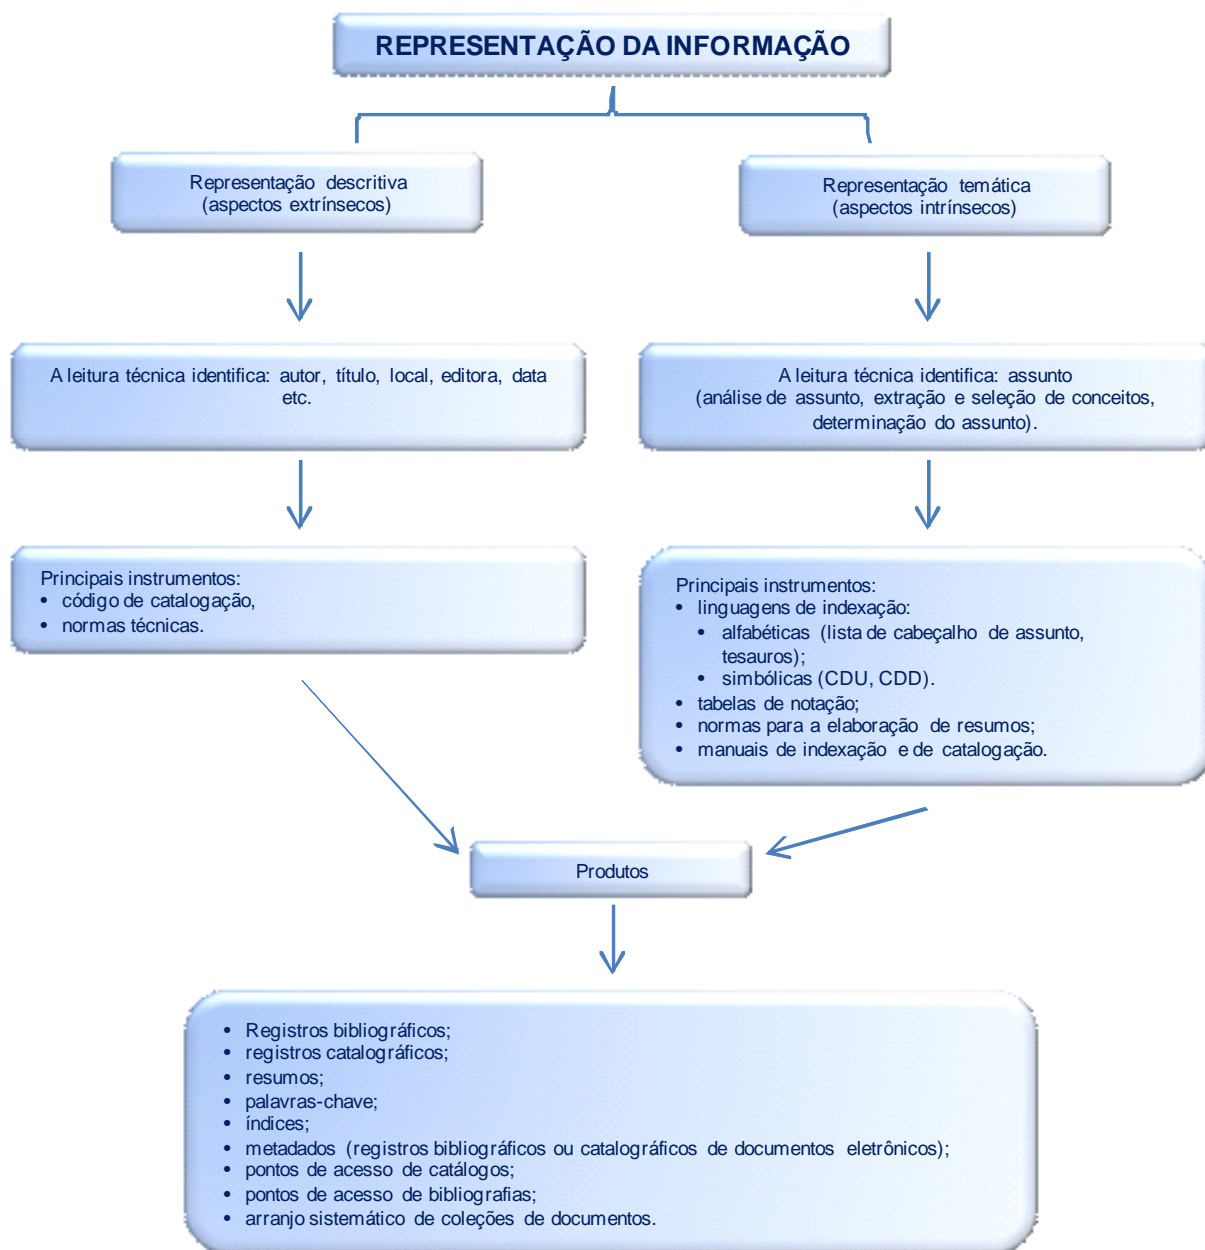 REPRESENTAÇÃO DA INFORMAÇÃO
Representação descritiva
(aspectos extrínsecos)
Representação temática
(aspectos intrínsecos)
A leitura técnica identifica: autor, título, local, editora, data
etc.
A leitura técnica identifica: assunto
(análise de assunto, extração e seleção de conceitos,
determinação do assunto).
Principais instrumentos:
• código de catalogação,
• normas técnicas.
Principais instrumentos:
• linguagens de indexação:
• alfabéticas (lista de cabeçalho de assunto,
tesauros);
• simbólicas (CDU, CDD).
• tabelas de notação;
• normas para a elaboração de resumos;
• manuais de indexação e de catalogação.
Produtos
• Registros bibliográficos;
• registros catalográficos;
• resumos;
• palavras-chave;
• índices;
• metadados (registros bibliográficos ou catalográficos de documentos eletrônicos);
• pontos de acesso de catálogos;
• pontos de acesso de bibliografias;
• arranjo sistemático de coleções de documentos.